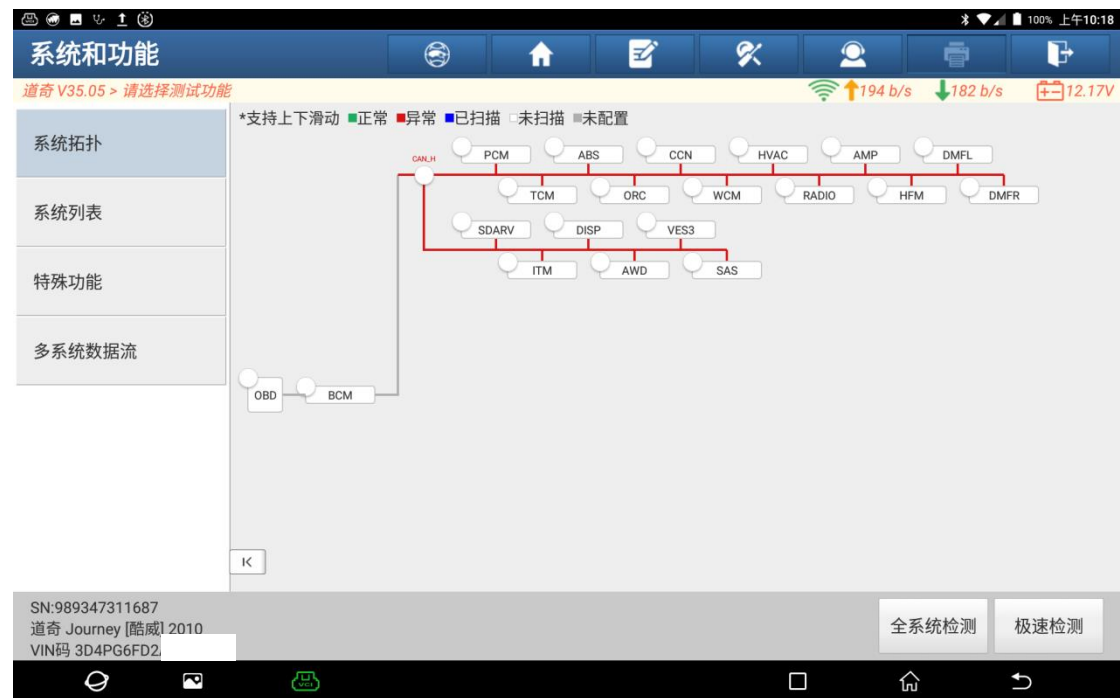 100% 上午10:18
系统和功能
道奇 V35.05 > 请选择测试功能
194 b/s 182 b/s 12.17V
系统拓扑
系统列表
特殊功能
多系统数据流
*支持上下滑动 ■正常 ■异常 ■已扫描 □未扫描 ■未配置
CAN_H
PCM ABS CCN HVAC AMP DMFL
TCM ORC WCM RADIO HFM DMFR
SDARV DISP VES3
ITM AWD SAS
OBD BCM
SN:989347311687
道奇 Journey [酷威] 2010
VIN码 3D4PG6FD2
全系统检测 极速检测
VCI